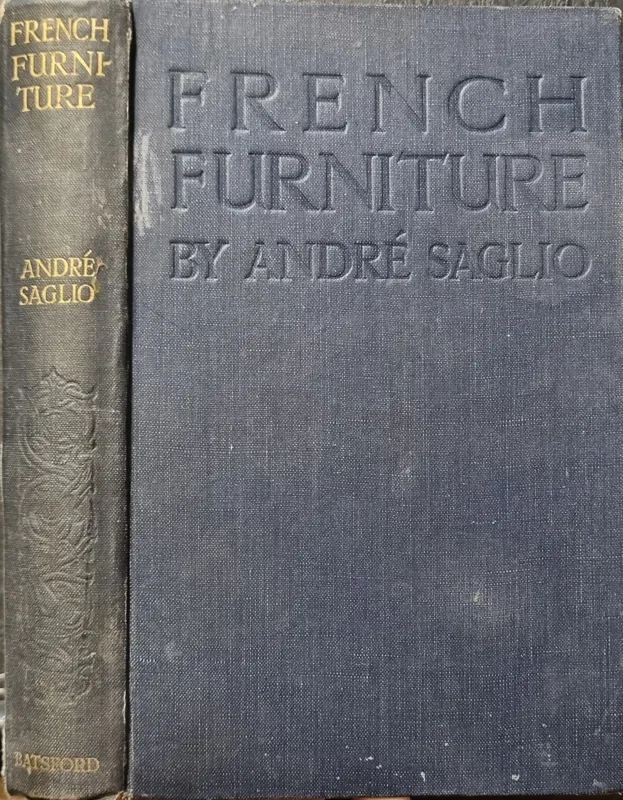 FRENCH
FURNI-
TURE
ANDRÉ
SAGLIO
BATSFORD
FRENCH
FURNITURE
BY ANDRÉ SAGLIO